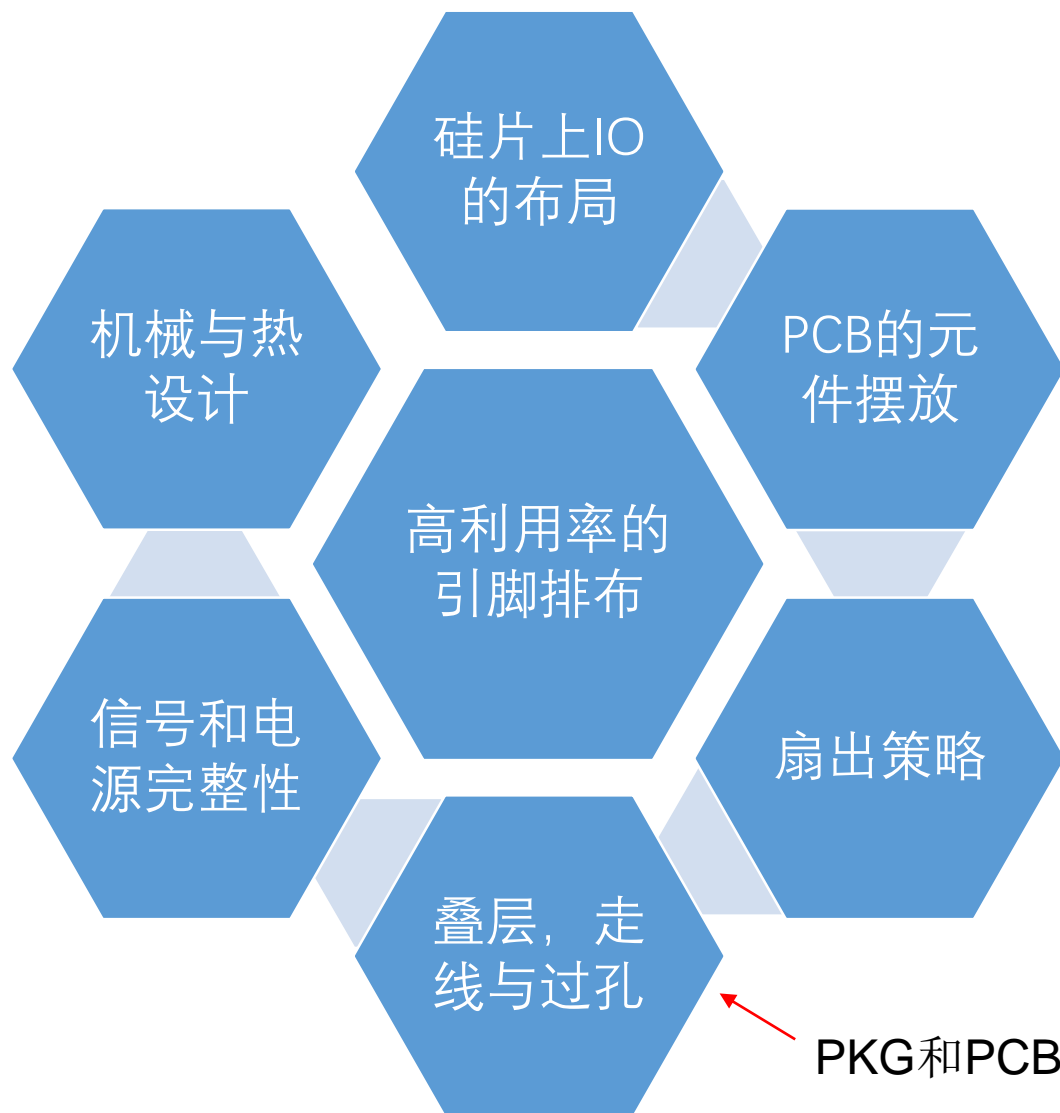 硅片上IO
的布局
机械与热
设计
PCB的元
件摆放
高利用率的
引脚排布
信号和电
源完整性
扇出策略
叠层，走
线与过孔
PKG和PCB